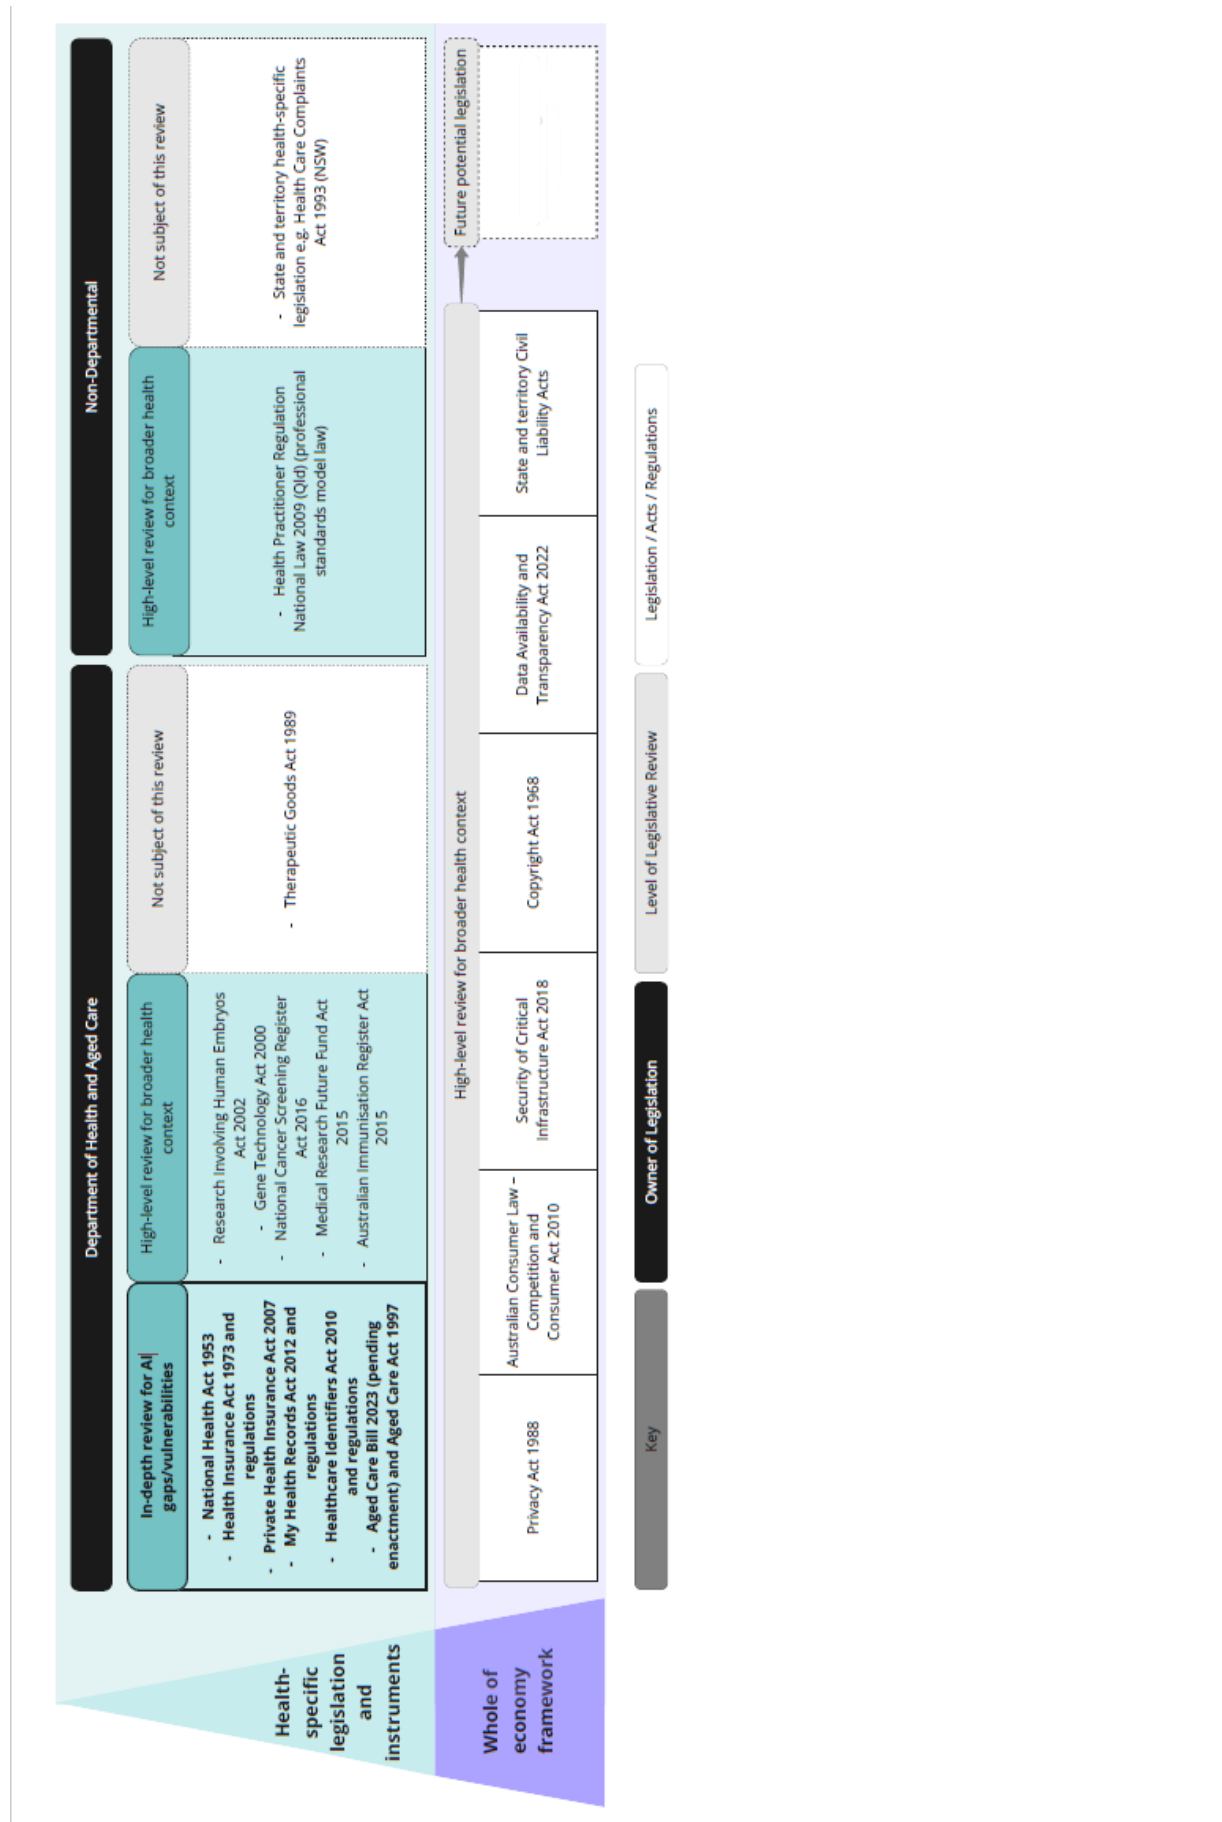 Department of Health and Aged Care
Non-Departmental
In-depth review for AI
gaps/vulnerabilities
High-level review for broader health
context
Not subject of this review
High-level review for broader health
context
Not subject of this review
Health-
specific
legislation
and
instruments
- National Health Act 1953
- Health Insurance Act 1973 and
regulations
- Private Health Insurance Act 2007
- My Health Records Act 2012 and
regulations
- Healthcare Identifiers Act 2010
and regulations
- Aged Care Bill 2023 (pending
enactment) and Aged Care Act 1997
- Research Involving Human Embryos
Act 2002
- Gene Technology Act 2000
- National Cancer Screening Register
Act 2016
- Medical Research Future Fund Act
2015
- Australian Immunisation Register Act
2015
- Therapeutic Goods Act 1989
- Health Practitioner Regulation
National Law 2009 (Qld) (professional
standards model law)
- State and territory health-specific
legislation e.g. Health Care Complaints
Act 1993 (NSW)
Whole of
economy
framework
High-level review for broader health context
Future potential legislation
Privacy Act 1988
Australian Consumer Law –
Competition and
Consumer Act 2010
Security of Critical
Infrastructure Act 2018
Copyright Act 1968
Data Availability and
Transparency Act 2022
State and territory Civil
Liability Acts
Key
Owner of Legislation
Level of Legislative Review
Legislation / Acts / Regulations